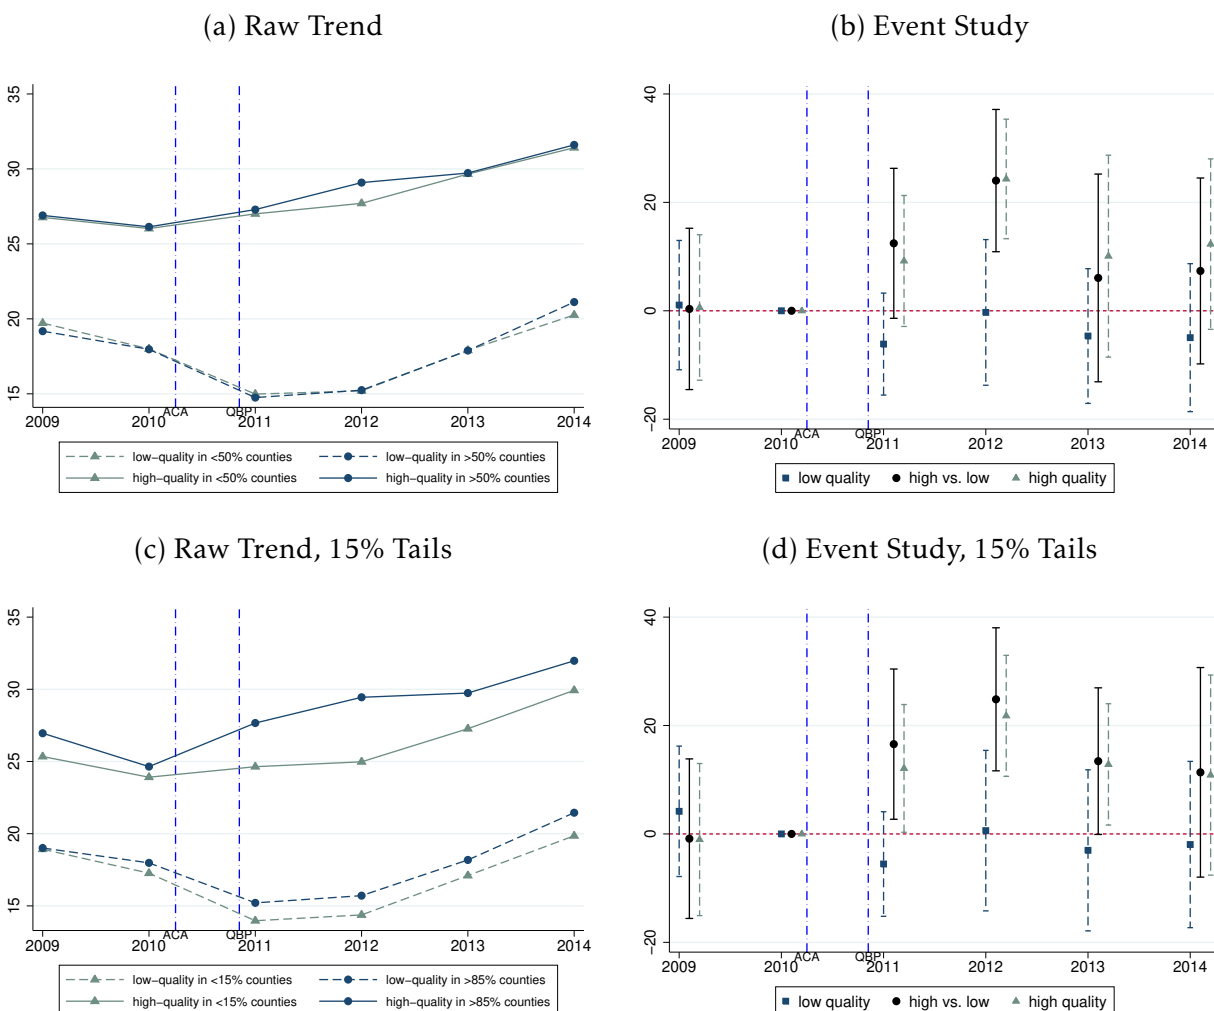 (a) Raw Trend
35
30
25
20
15
2009 2010 ACA QBP 2011 2012 2013 2014
low−quality in <50% counties low−quality in >50% counties
high−quality in <50% counties high−quality in >50% counties
(b) Event Study
40
20
0
−20
2009 2010 ACA QBP 2011 2012 2013 2014
low quality high vs. low high quality
(c) Raw Trend, 15% Tails
35
30
25
20
15
2009 2010 ACA QBP 2011 2012 2013 2014
low−quality in <15% counties low−quality in >85% counties
high−quality in <15% counties high−quality in >85% counties
(d) Event Study, 15% Tails
40
20
0
−20
2009 2010 ACA QBP 2011 2012 2013 2014
low quality high vs. low high quality